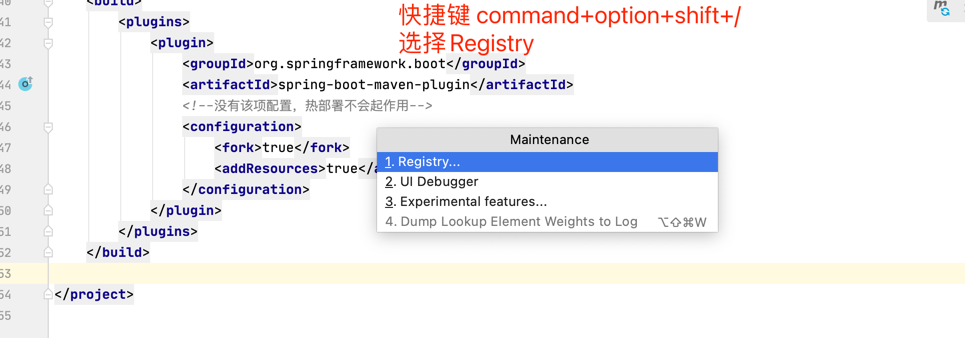 40 <build>
快捷键 command+option+shift+/
41 <plugins>
选择 Registry
42 <plugin>
43 <groupId>org.springframework.boot</groupId>
44 <artifactId>spring-boot-maven-plugin</artifactId>
45 <!--没有该项配置，热部署不会起作用-->
46 <configuration>
Maintenance
47 <fork>true</fork>
1. Registry...
48 <addResources>true</a
2. UI Debugger
49 </configuration>
3. Experimental features...
50 </plugin>
4. Dump Lookup Element Weights to Log ⌥⇧⌘W
51 </plugins>
52 </build>
53
54 </project>
55